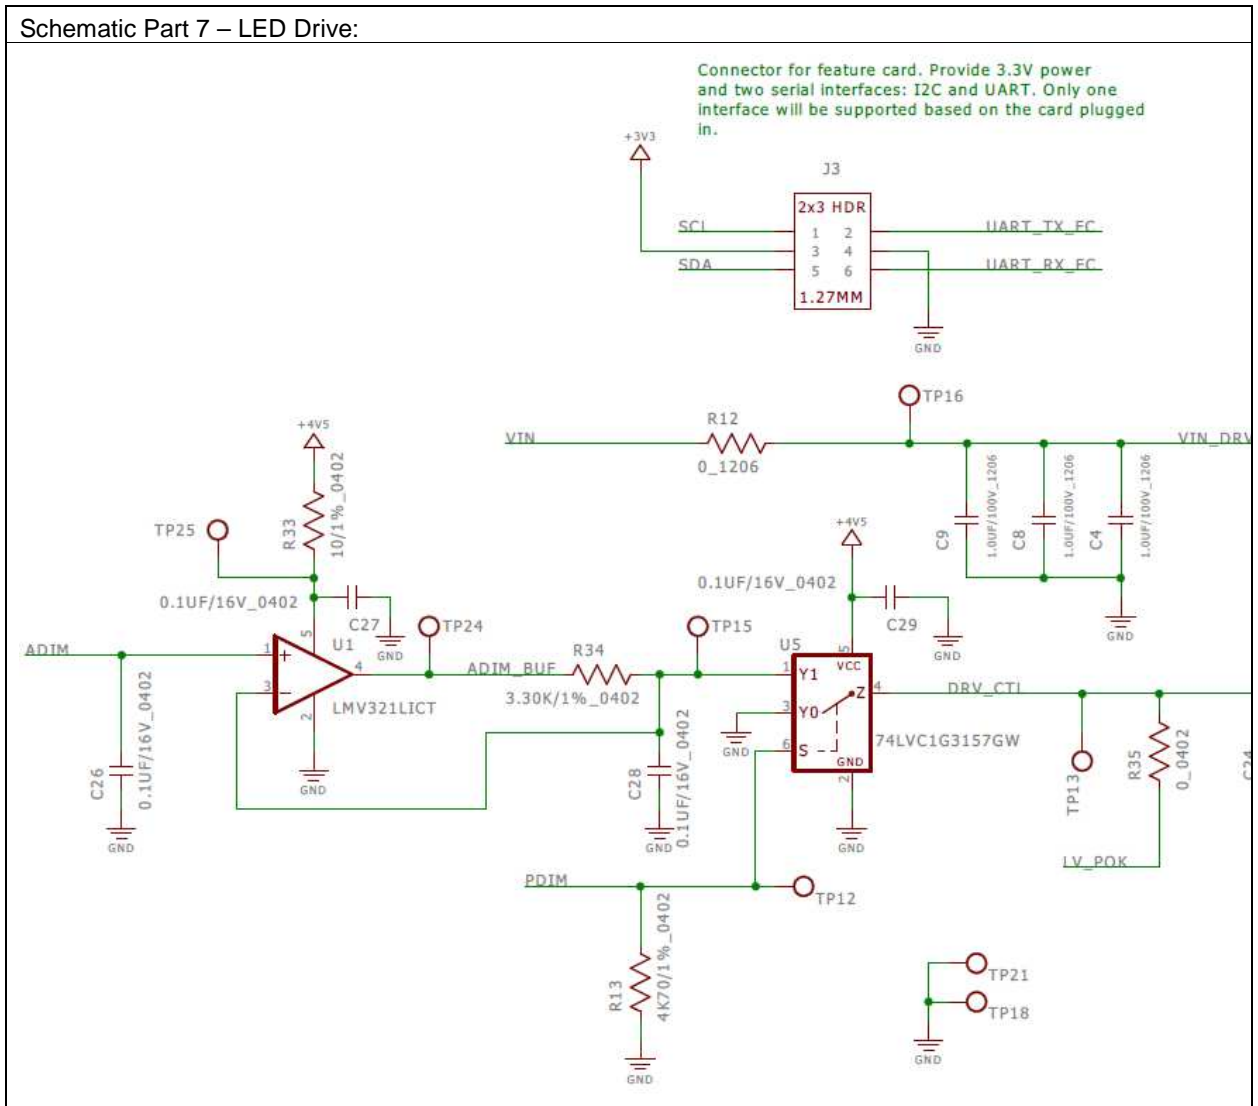 Schematic Part 7 – LED Drive:
Connector for feature card. Provide 3.3V power
and two serial interfaces: I2C and UART. Only one
interface will be supported based on the card plugged
in.
+3V3
J3
2x3 HDR
SCL
1 2
UART_TX_FC
3 4
SDA
5 6
UART_RX_FC
1.27MM
GND
TP16
R12
VIN
VIN_DRV
0_1206
+4V5
R33
10/1%_0402
TP25
C9
1.0UF/100V_1206
C8
1.0UF/100V_1206
C4
1.0UF/100V_1206
GND
+4V5
0.1UF/16V_0402
C29
GND
0.1UF/16V_0402
C27
GND
5
U1
TP24
TP15
U5
5
VCC
ADIM
1
+
4
ADIM_BUF
R34
3.30K/1%_0402
3
−
LMV321LICT
2
GND
1
Y1
4
Z
DRV_CTL
3
Y0
GND
6
S
GND
2
74LVC1G3157GW
GND
C26
0.1UF/16V_0402
GND
C28
0.1UF/16V_0402
GND
TP13
R35
0_0402
LV_POK
PDIM
TP12
R13
4K70/1%_0402
GND
TP21
TP18
GND